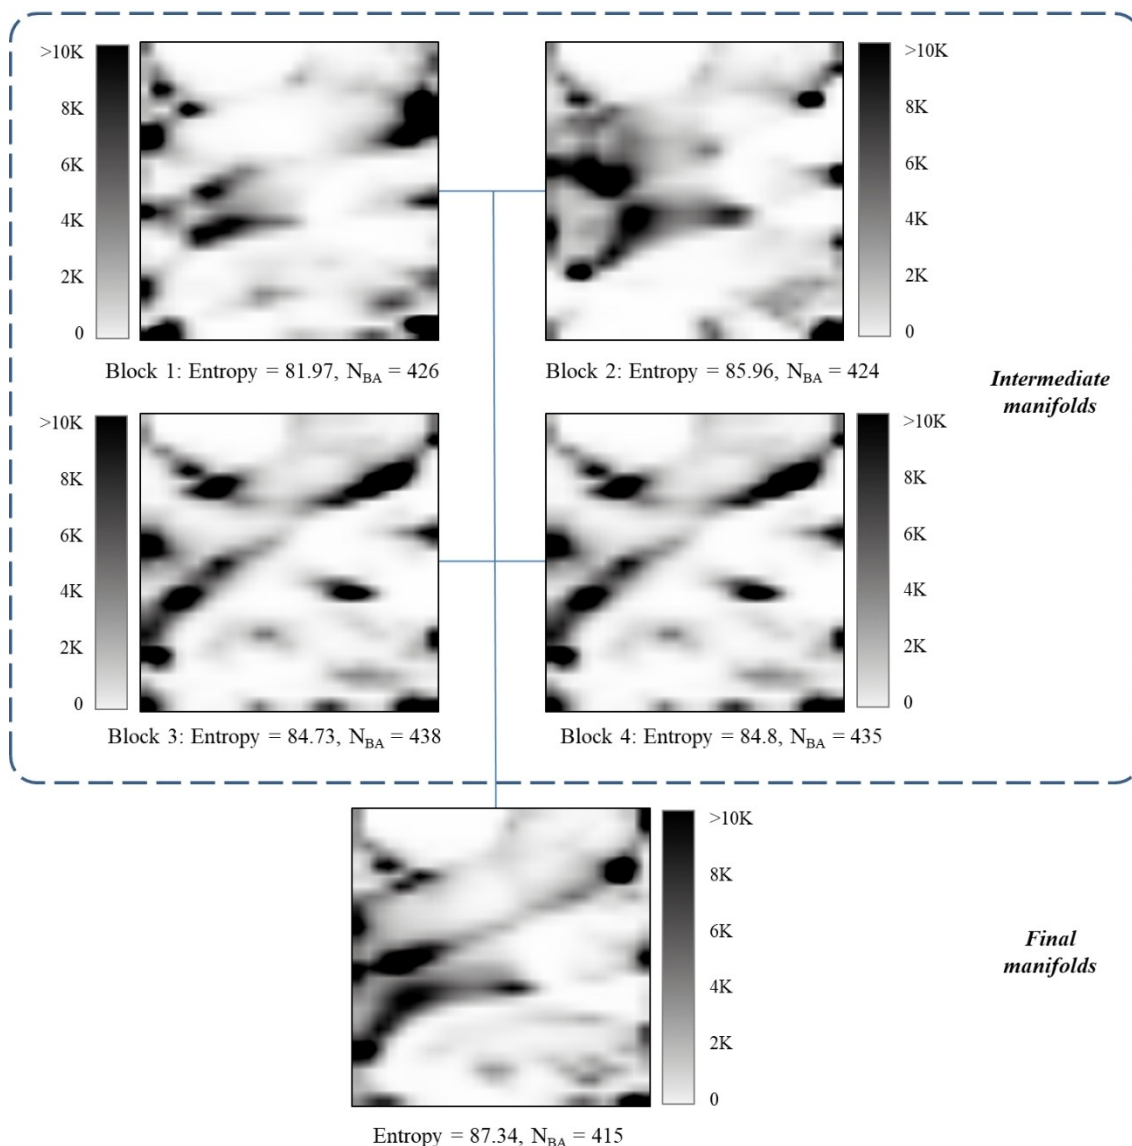 >10K
8K
6K
4K
2K
0
>10K
8K
6K
4K
2K
0
Block 1: Entropy = 81.97, N_BA = 426
Block 2: Entropy = 85.96, N_BA = 424
Intermediate
manifolds
>10K
8K
6K
4K
2K
0
>10K
8K
6K
4K
2K
0
Block 3: Entropy = 84.73, N_BA = 438
Block 4: Entropy = 84.8, N_BA = 435
>10K
8K
6K
4K
2K
0
Final
manifolds
Entropy = 87.34, N_BA = 415